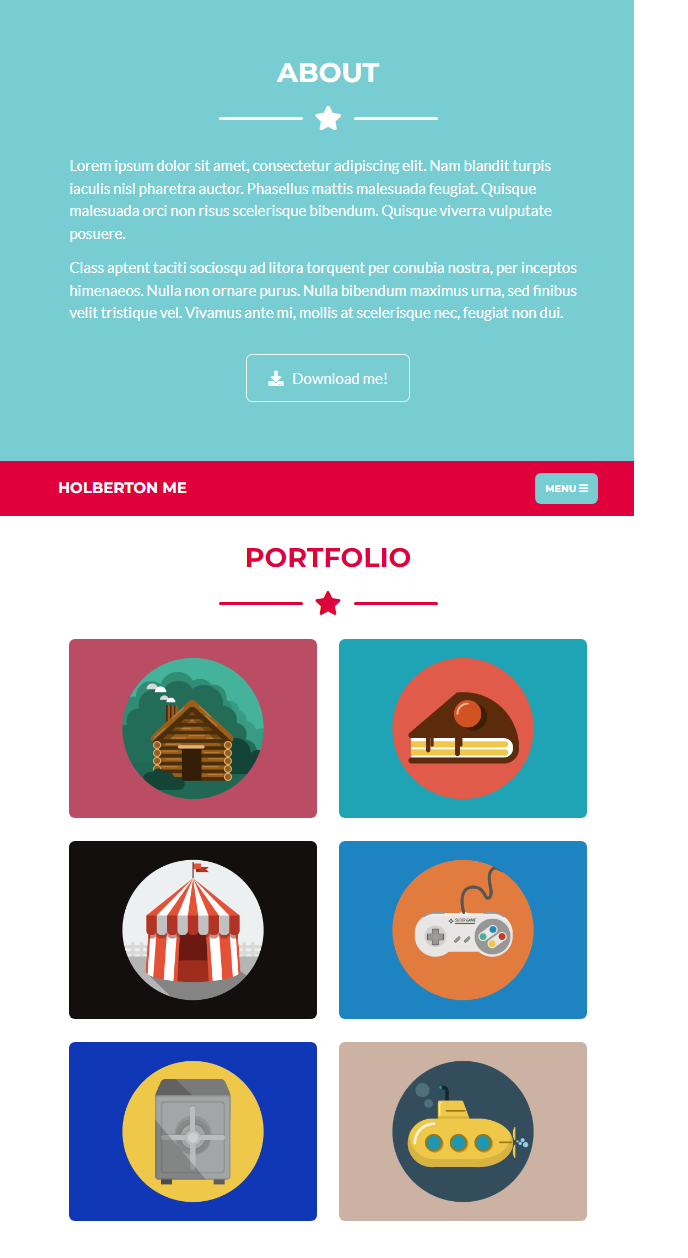 ABOUT
Lorem ipsum dolor sit amet, consectetur adipiscing elit. Nam blandit turpis
iaculis nisl pharetra auctor. Phasellus mattis malesuada feugiat. Quisque
malesuada orci non risus scelerisque bibendum. Quisque viverra vulputate
posuere.
Class aptent taciti sociosqu ad litora torquent per conubia nostra, per inceptos
himenaeos. Nulla non ornare purus. Nulla bibendum maximus urna, sed finibus
velit tristique vel. Vivamus ante mi, mollis at scelerisque nec, feugiat non dui.
Download me!
HOLBERTON ME
MENU
PORTFOLIO